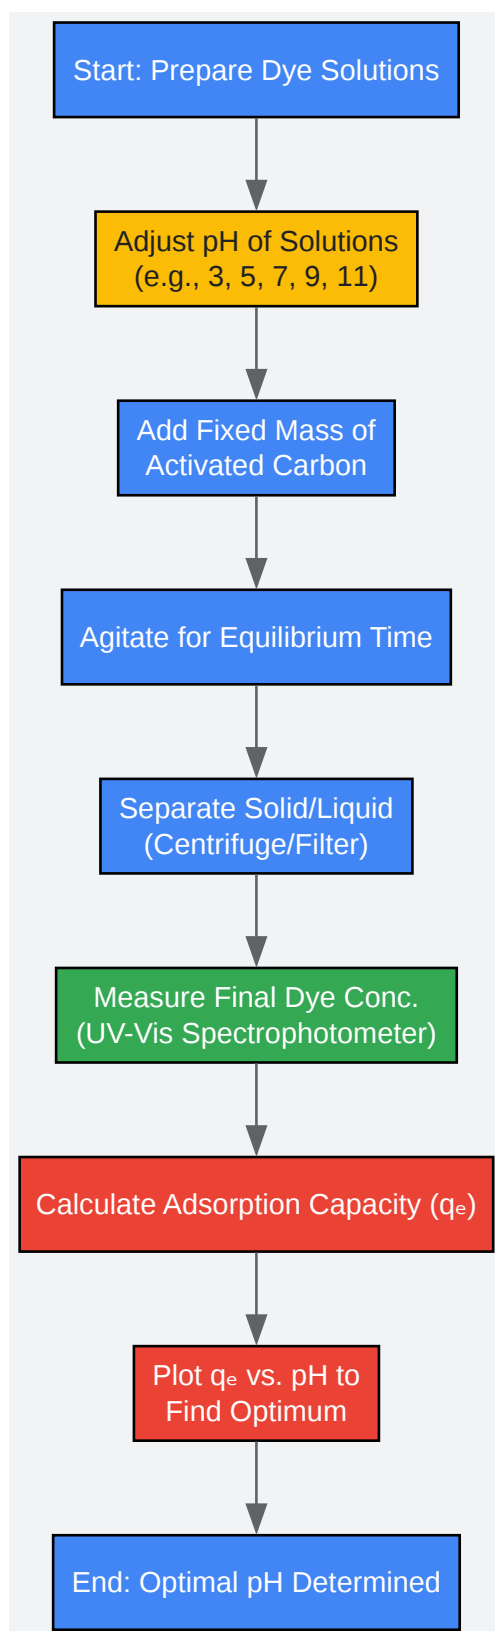 Start: Prepare Dye Solutions
Adjust pH of Solutions
(e.g., 3, 5, 7, 9, 11)
Add Fixed Mass of
Activated Carbon
Agitate for Equilibrium Time
Separate Solid/Liquid
(Centrifuge/Filter)
Measure Final Dye Conc.
(UV-Vis Spectrophotometer)
Calculate Adsorption Capacity (qₑ)
Plot qₑ vs. pH to
Find Optimum
End: Optimal pH Determined